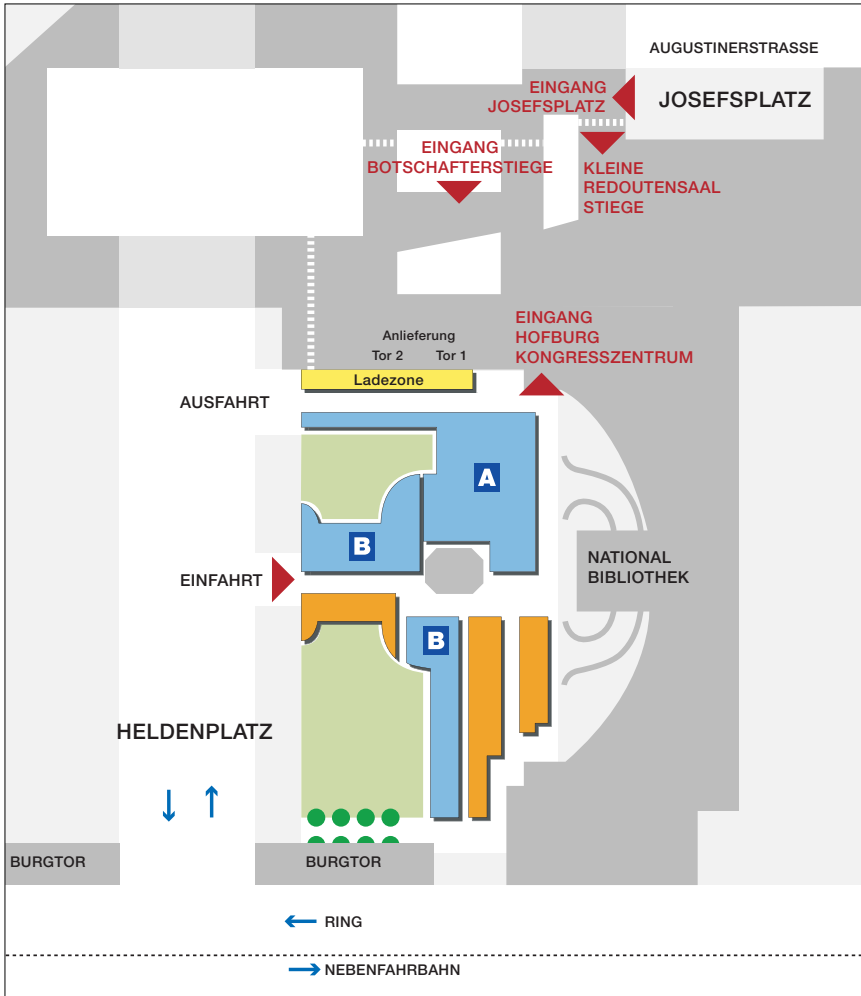 AUGUSTINERSTRASSE
EINGANG
JOSEFSPLATZ
JOSEFSPLATZ
EINGANG
BOTSCHAFTERSTIEGE
KLEINE
REDOUTENSAAL
STIEGE
EINGANG
HOFBURG
KONGRESSZENTRUM
Anlieferung
Tor 2 Tor 1
Ladezone
AUSFAHRT
A
B
NATIONAL
BIBLIOTHEK
EINFAHRT
B
HELDENPLATZ
BURGTOR
BURGTOR
RING
NEBENFAHRBAHN